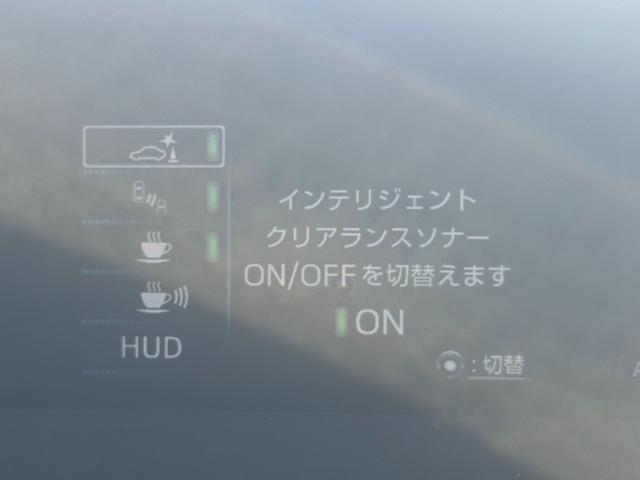 インテリジェント
クリアランスソナー
ON/OFFを切替えます
ON
HUD
:切替